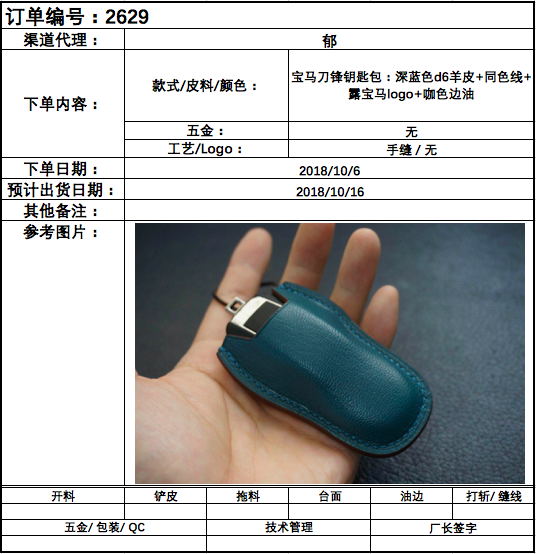 订单编号：2629
渠道代理：
郁
下单内容：
款式/皮料/颜色：
宝马刀锋钥匙包：深蓝色d6羊皮+同色线+
露宝马logo+咖色边油
五金：
无
工艺/Logo：
手缝 / 无
下单日期：
2018/10/6
预计出货日期：
2018/10/16
其他备注：
参考图片：
开料
铲皮
拖料
台面
油边
打斩/ 缝线
五金/ 包装/ QC
技术管理
厂长签字